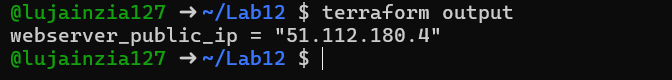 @lujainzia127 ➜ ~/Lab12 $ terraform output
webserver_public_ip = "51.112.180.4"
@lujainzia127 ➜ ~/Lab12 $